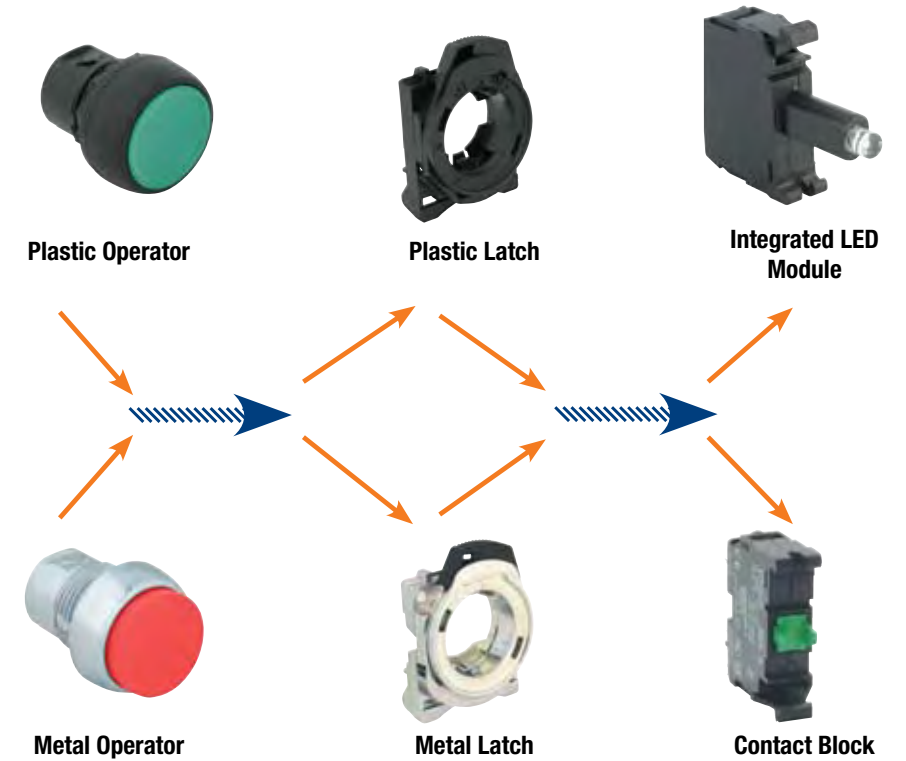 Plastic Operator
Plastic Latch
Integrated LED
Module
Metal Operator
Metal Latch
Contact Block